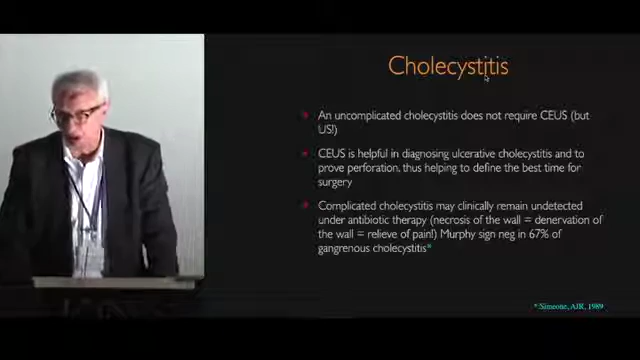 Cholecystitis
An uncomplicated cholecystitis does not require CEUS (but
US!)
CEUS is helpful in diagnosing ulcerative cholecystitis and to
prove perforation, thus helping to define the best time for
surgery
Complicated cholecystitis may clinically remain undetected
under antibiotic therapy (necrosis of the wall = denervation of
the wall = relieve of pain!) Murphy sign neg in 67% of
gangrenous cholecystitis*
* Simeone, AJR, 1989